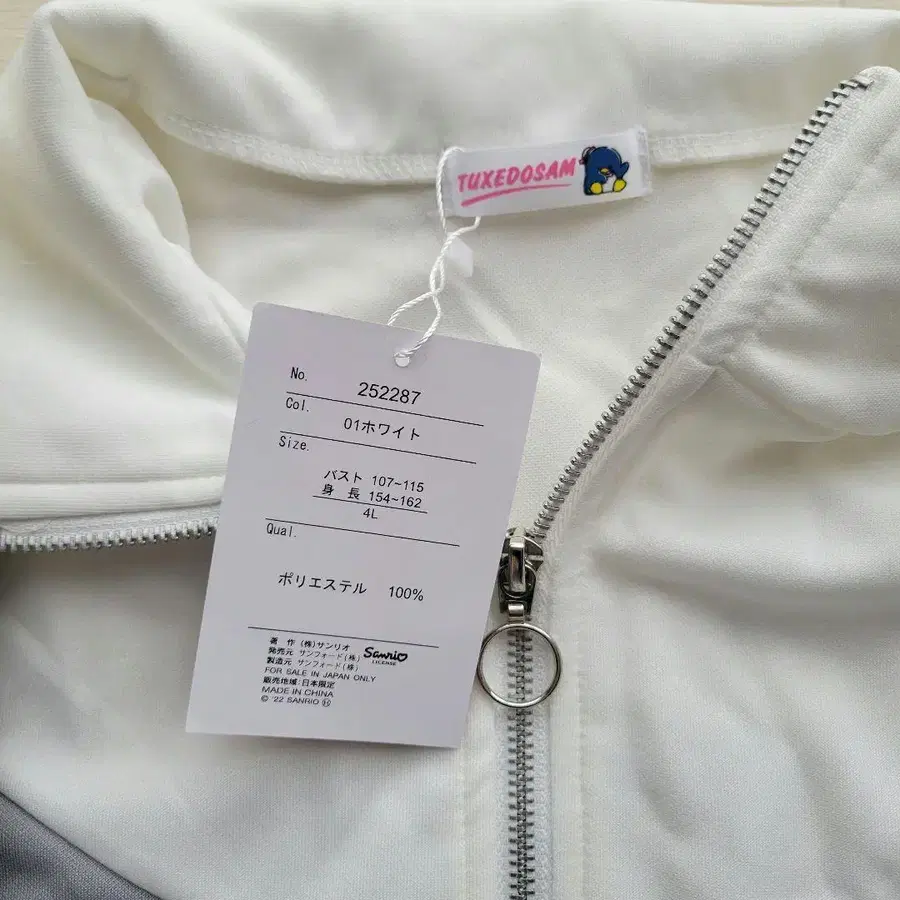 TUXEDOSAM
No. 252287
Col. 01ホワイト
Size.
バスト 107~115
身 長 154~162
4L
Qual.
ポリエステル 100%
著 作 (株)サンリオ
発売元 サンフォード(株)
製造元 サンフォード(株)
Sanrio
LICENSE
FOR SALE IN JAPAN ONLY
販売地域:日本限定
MADE IN CHINA
© '22 SANRIO Ⓗ